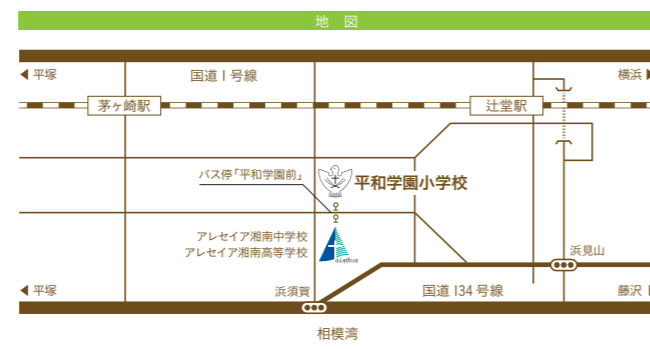 地 図
平塚
国道1号線
横浜
茅ヶ崎駅
辻堂駅
バス停「平和学園前」
平和学園小学校
アレセイア湘南中学校
アレセイア湘南高等学校
浜見山
平塚
浜須賀
国道134号線
藤沢
相模湾